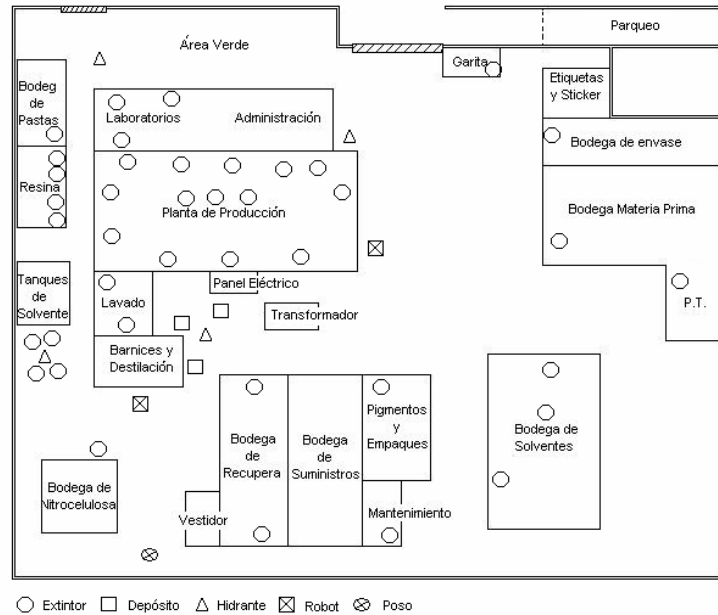 Parqueo
Área Verde
Garita
Bodeg
de
Pastas
Etiquetas
y Sticker
Laboratorios
Administración
Bodega de envase
Resina
Planta de Producción
Bodega Materia Prima
Tanques
de
Solvente
Lavado
Panel Eléctrico
Transformador
P.T.
Barnices y
Destilación
Bodega
de
Recupera
Bodega
de
Suministros
Pigmentos
y
Empaques
Bodega
de
Solventes
Bodega de
Nitrocelulosa
Vestidor
Mantenimiento
Extintor
Depósito
Hidrante
Robot
Poso